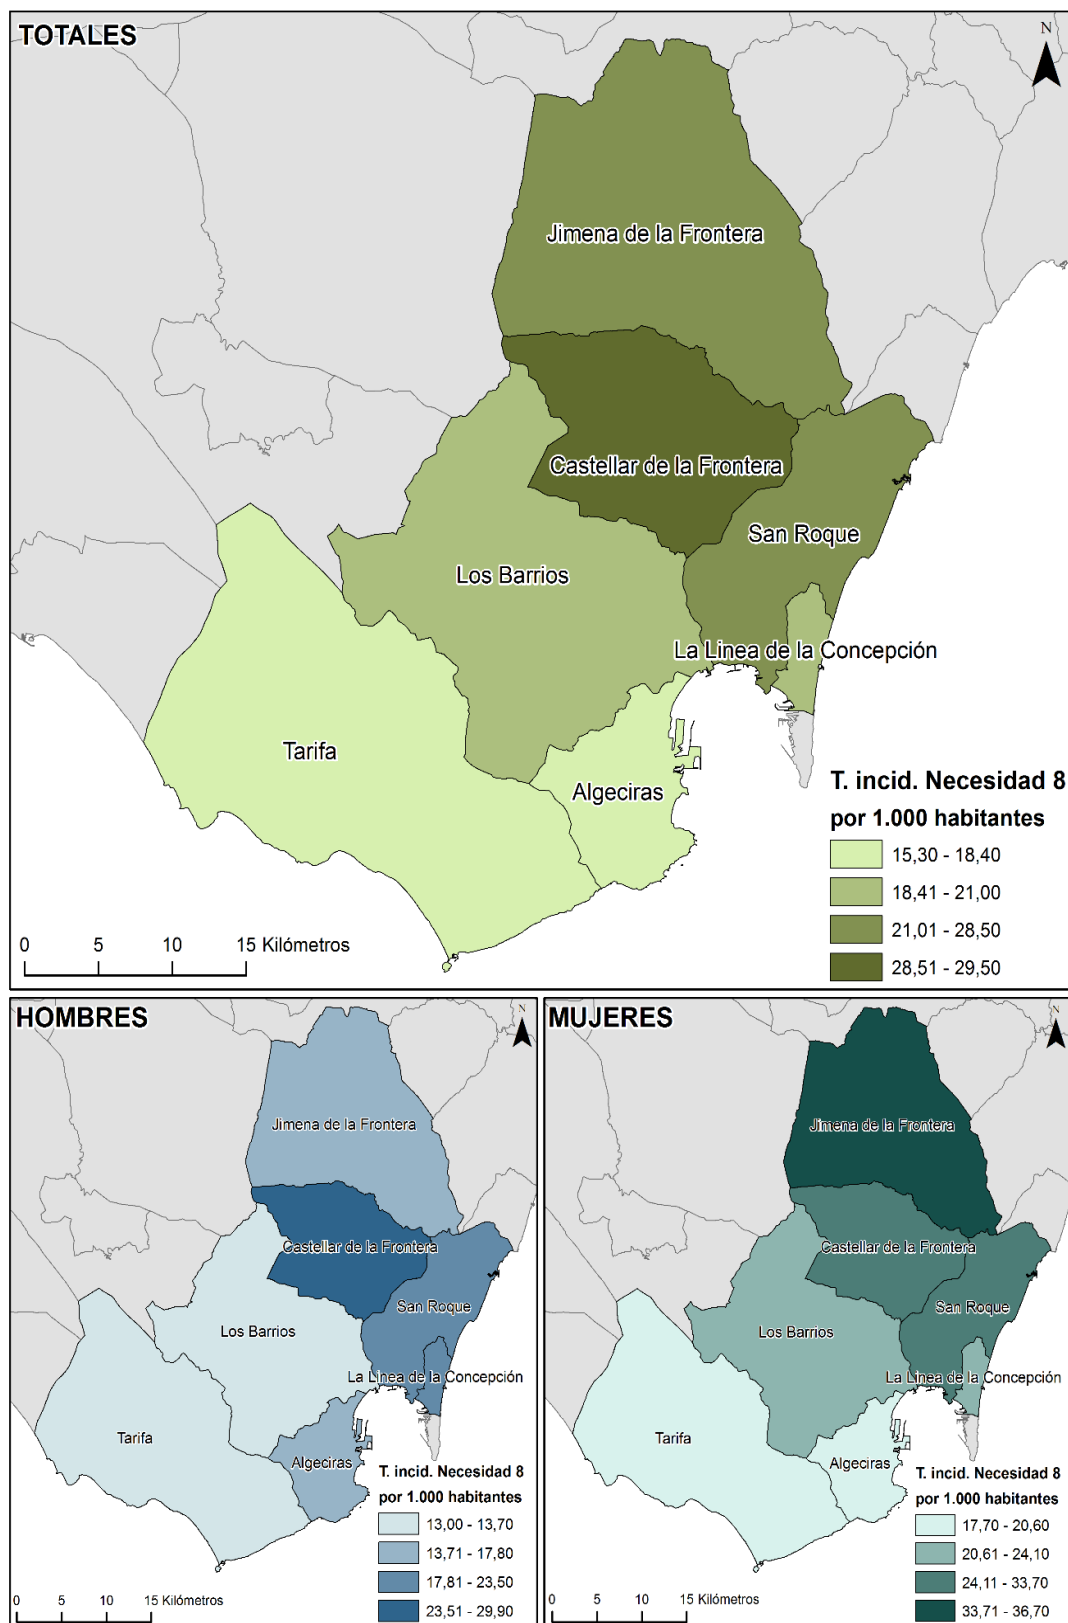 TOTALES
N
Jimena de la Frontera
Castellar de la Frontera
San Roque
Los Barrios
La Linea de la Concepción
Tarifa
Algeciras
T. incid. Necesidad 8
por 1.000 habitantes
15,30 - 18,40
18,41 - 21,00
21,01 - 28,50
28,51 - 29,50
0 5 10 15 Kilómetros
HOMBRES
N
Jimena de la Frontera
Castellar de la Frontera
San Roque
Los Barrios
La Linea de la Concepción
Tarifa
Algeciras
T. incid. Necesidad 8
por 1.000 habitantes
13,00 - 13,70
13,71 - 17,80
17,81 - 23,50
23,51 - 29,90
0 5 10 15 Kilómetros
MUJERES
N
Jimena de la Frontera
Castellar de la Frontera
San Roque
Los Barrios
La Linea de la Concepción
Tarifa
Algeciras
T. incid. Necesidad 8
por 1.000 habitantes
17,70 - 20,60
20,61 - 24,10
24,11 - 33,70
33,71 - 36,70
0 5 10 15 Kilómetros